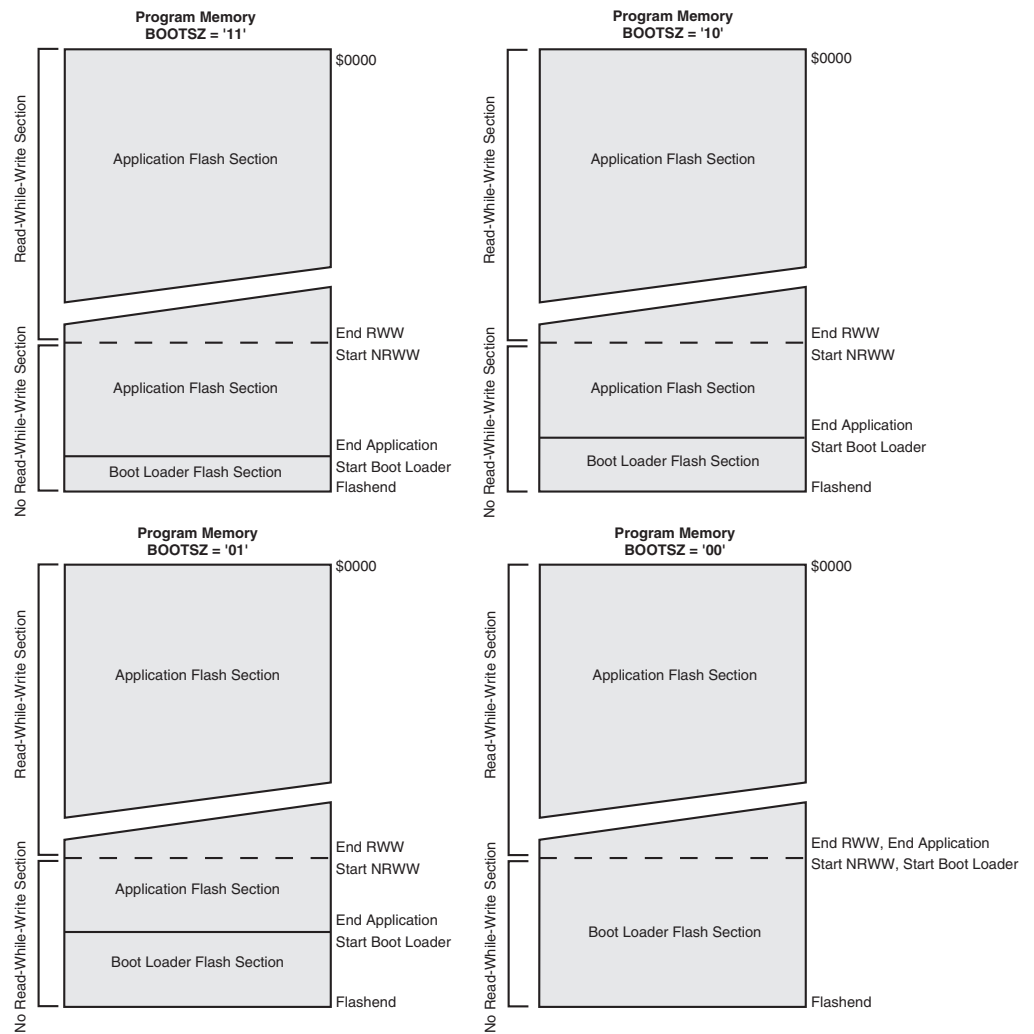 Program Memory
BOOTSZ = '11'
$0000
Read-While-Write Section
Application Flash Section
End RWW
Start NRWW
No Read-While-Write Section
Application Flash Section
End Application
Start Boot Loader
Boot Loader Flash Section
Flashend
Program Memory
BOOTSZ = '10'
$0000
Read-While-Write Section
Application Flash Section
End RWW
Start NRWW
No Read-While-Write Section
Application Flash Section
End Application
Start Boot Loader
Boot Loader Flash Section
Flashend
Program Memory
BOOTSZ = '01'
$0000
Read-While-Write Section
Application Flash Section
End RWW
Start NRWW
No Read-While-Write Section
Application Flash Section
End Application
Start Boot Loader
Boot Loader Flash Section
Flashend
Program Memory
BOOTSZ = '00'
$0000
Read-While-Write Section
Application Flash Section
End RWW, End Application
Start NRWW, Start Boot Loader
No Read-While-Write Section
Boot Loader Flash Section
Flashend